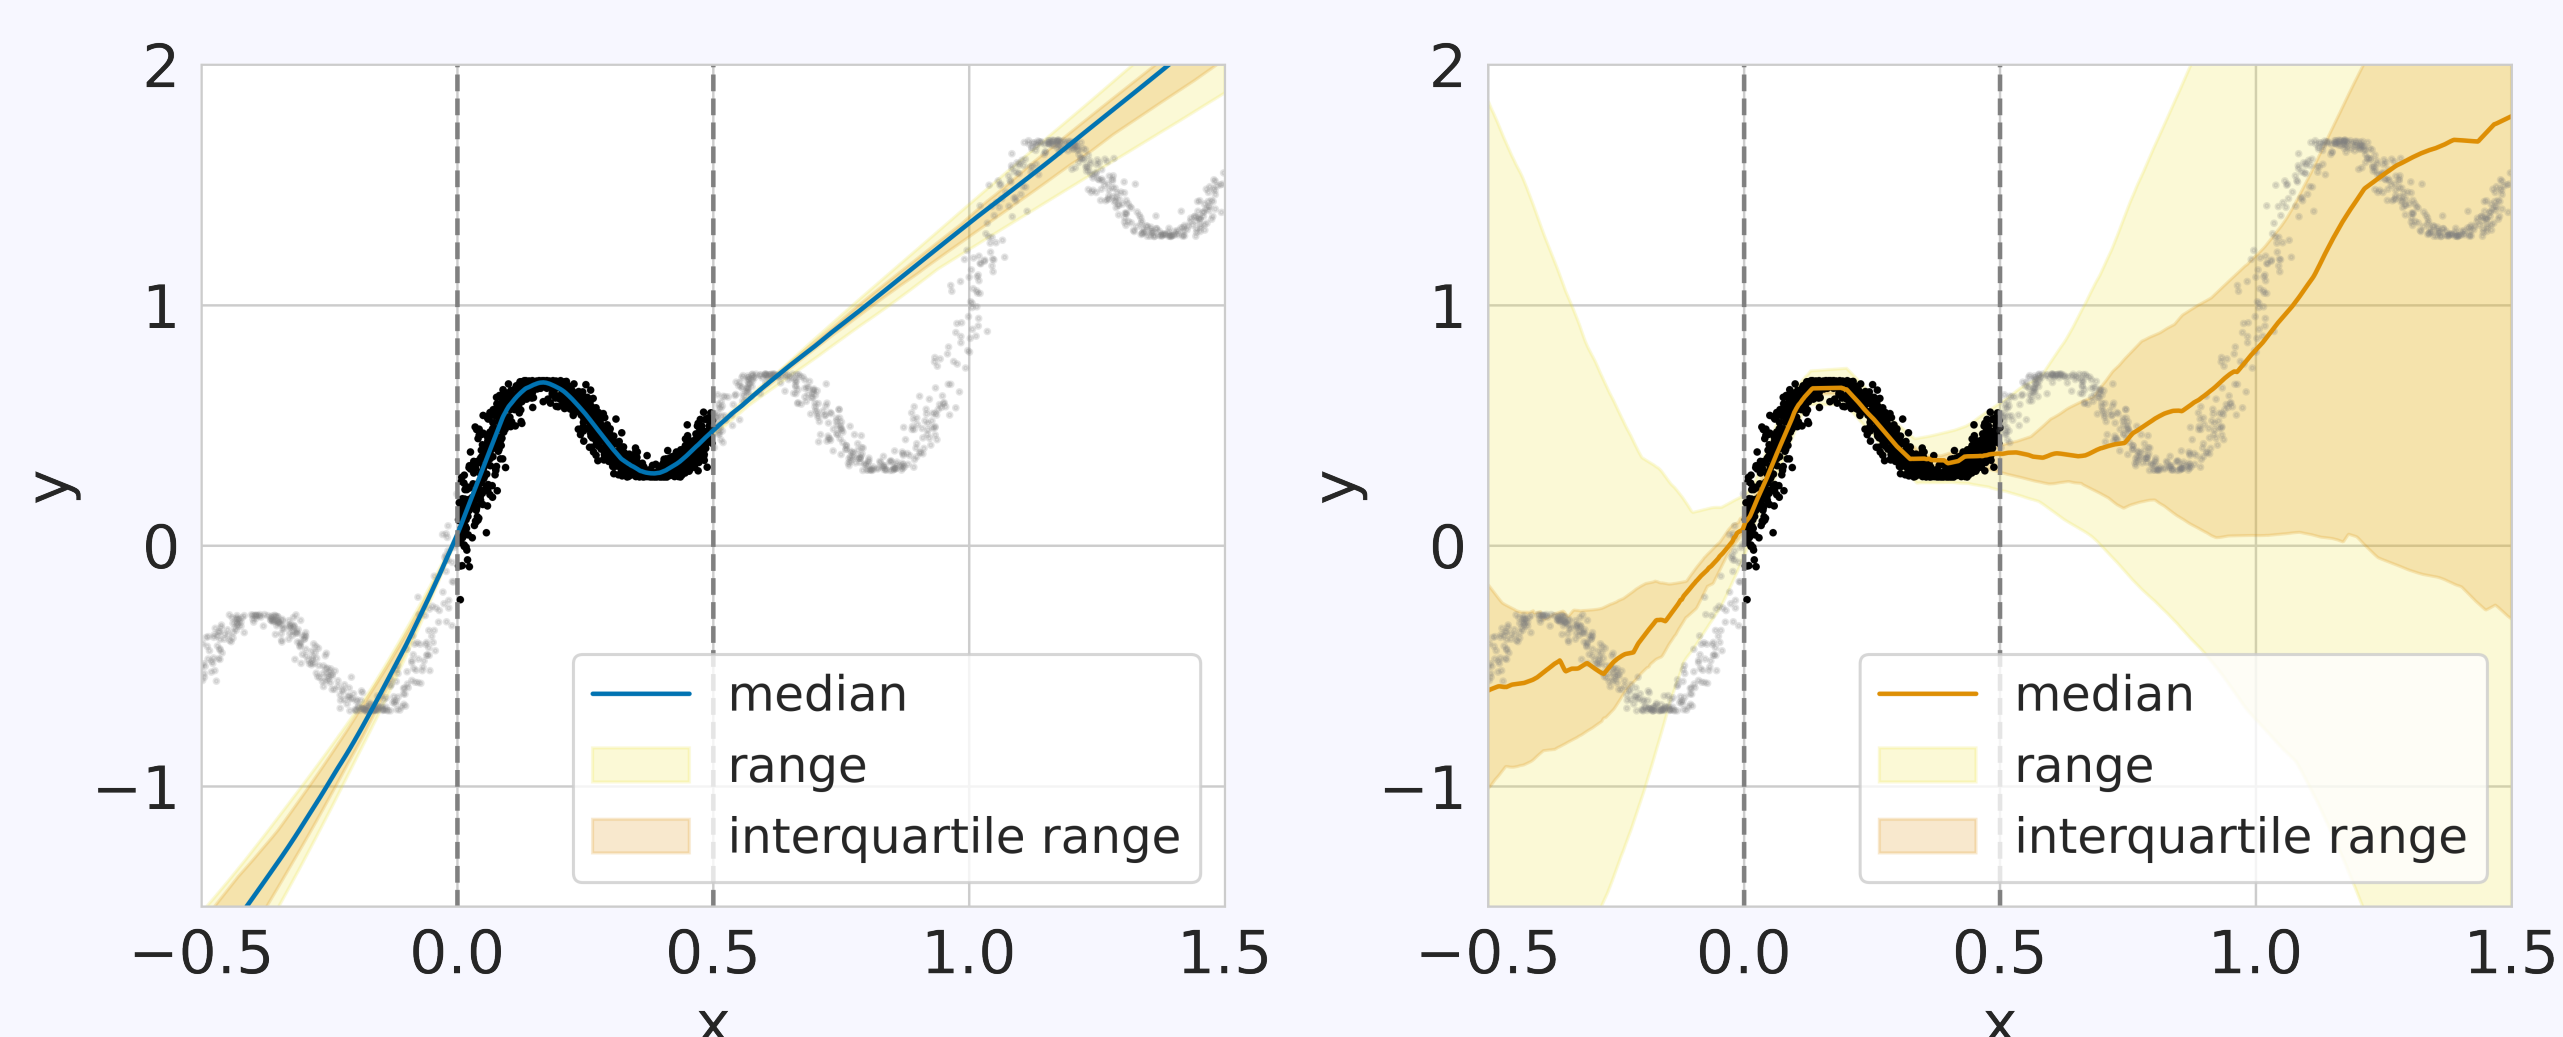 2
1
0
−1
y
−0.5 0.0 0.5 1.0 1.5
x
median
range
interquartile range
2
1
0
−1
y
−0.5 0.0 0.5 1.0 1.5
x
median
range
interquartile range